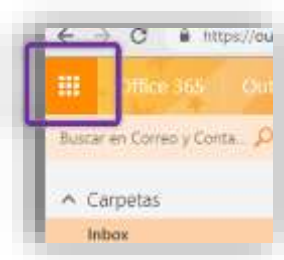 https://ou
Office 365 Out
Buscar en Correo y Conta...
Carpetas
Inbox